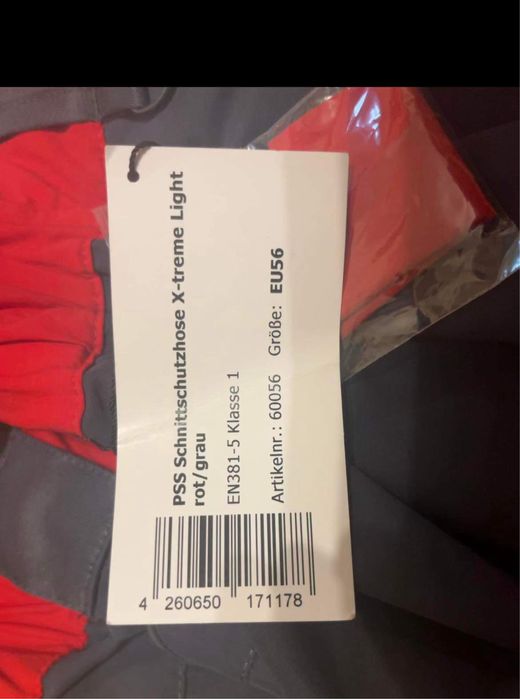 PSS Schnittschutzhose X-treme Light
rot/grau
EN381-5 Klasse 1
Artikelnr.: 60056 Größe: EU56
4 260650 171178